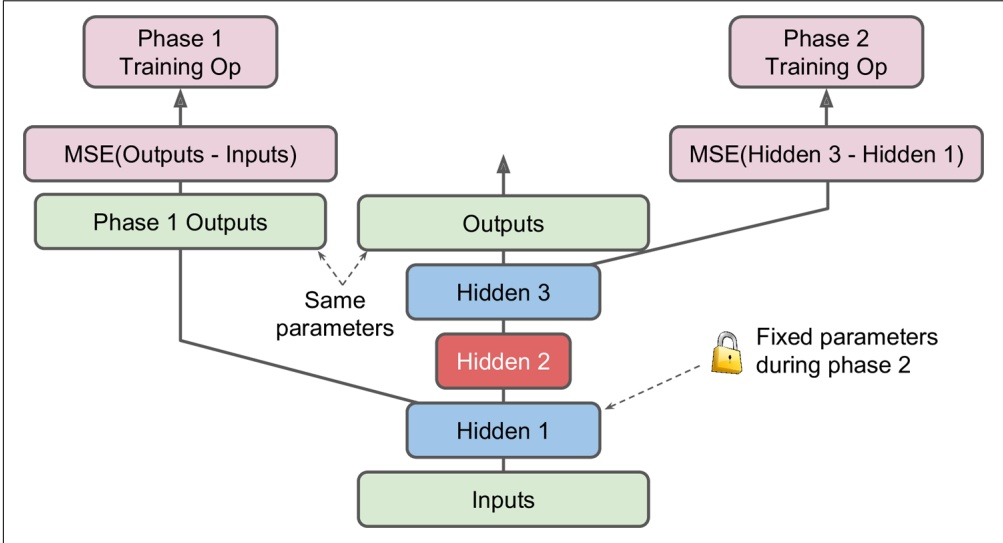 Phase 1
Training Op
Phase 2
Training Op
MSE(Outputs - Inputs)
MSE(Hidden 3 - Hidden 1)
Phase 1 Outputs
Outputs
Same
parameters
Hidden 3
Fixed parameters
during phase 2
Hidden 2
Hidden 1
Inputs